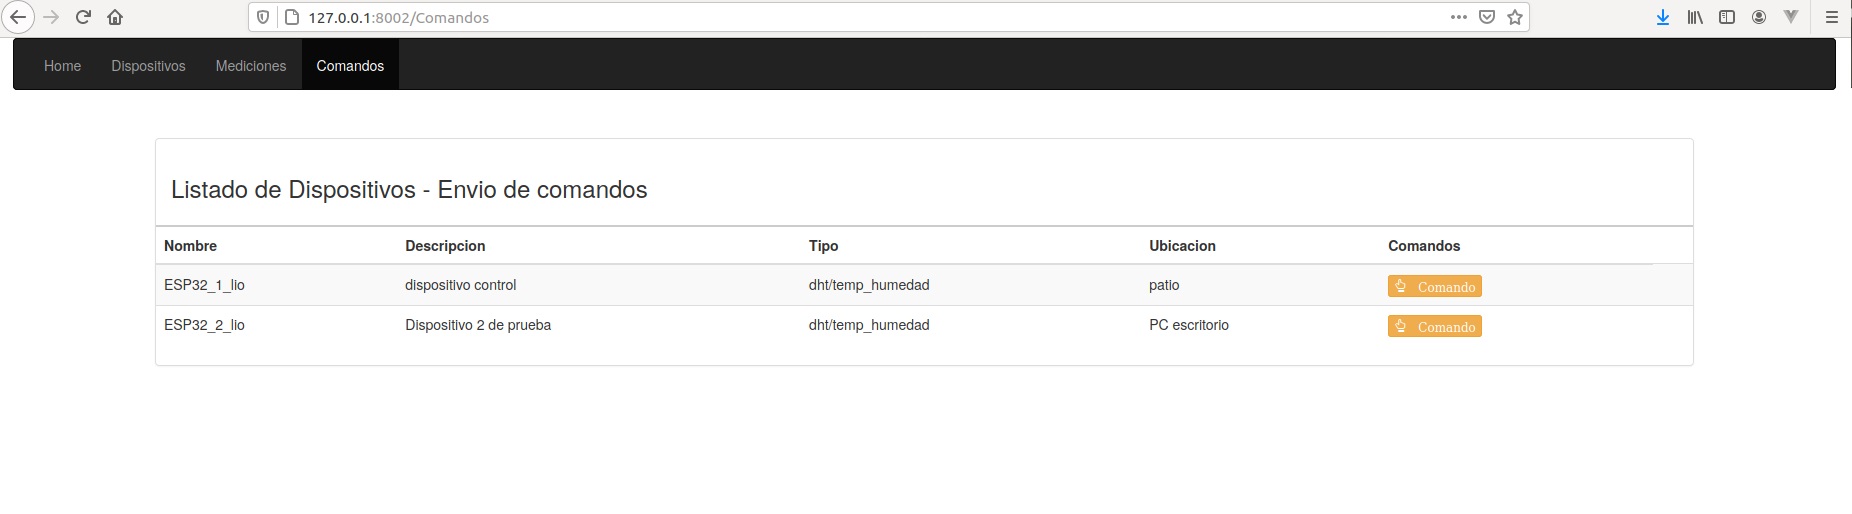 127.0.0.1:8002/Comandos
Home Dispositivos Mediciones Comandos
Listado de Dispositivos - Envio de comandos
Nombre Descripcion Tipo Ubicacion Comandos
ESP32_1_lio dispositivo control dht/temp_humedad patio Comando
ESP32_2_lio Dispositivo 2 de prueba dht/temp_humedad PC escritorio Comando